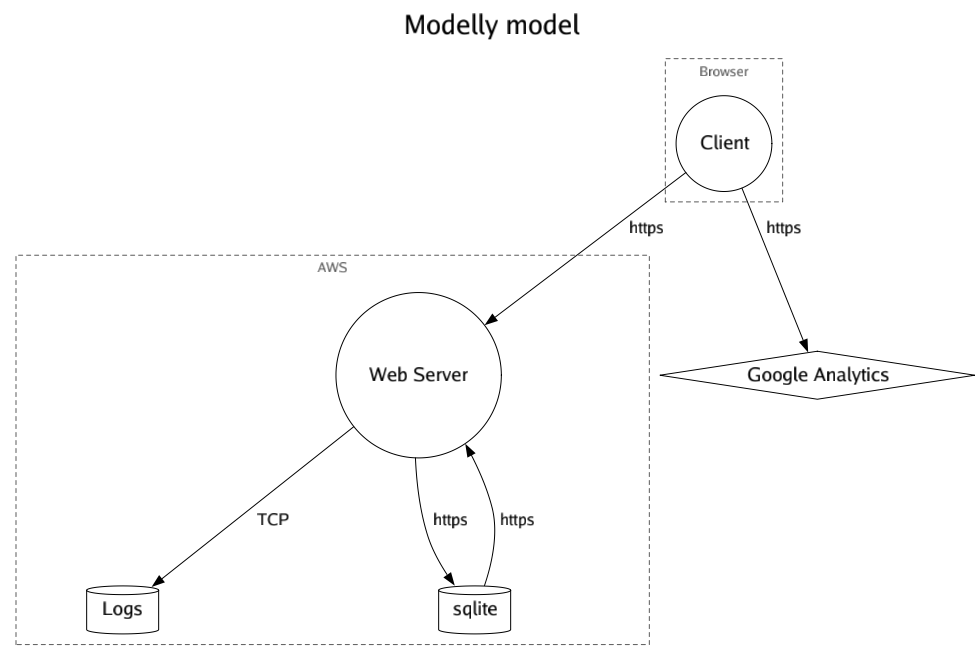 Modelly model
Browser
Client
https
https
AWS
Web Server
Google Analytics
TCP
https
https
Logs
sqlite